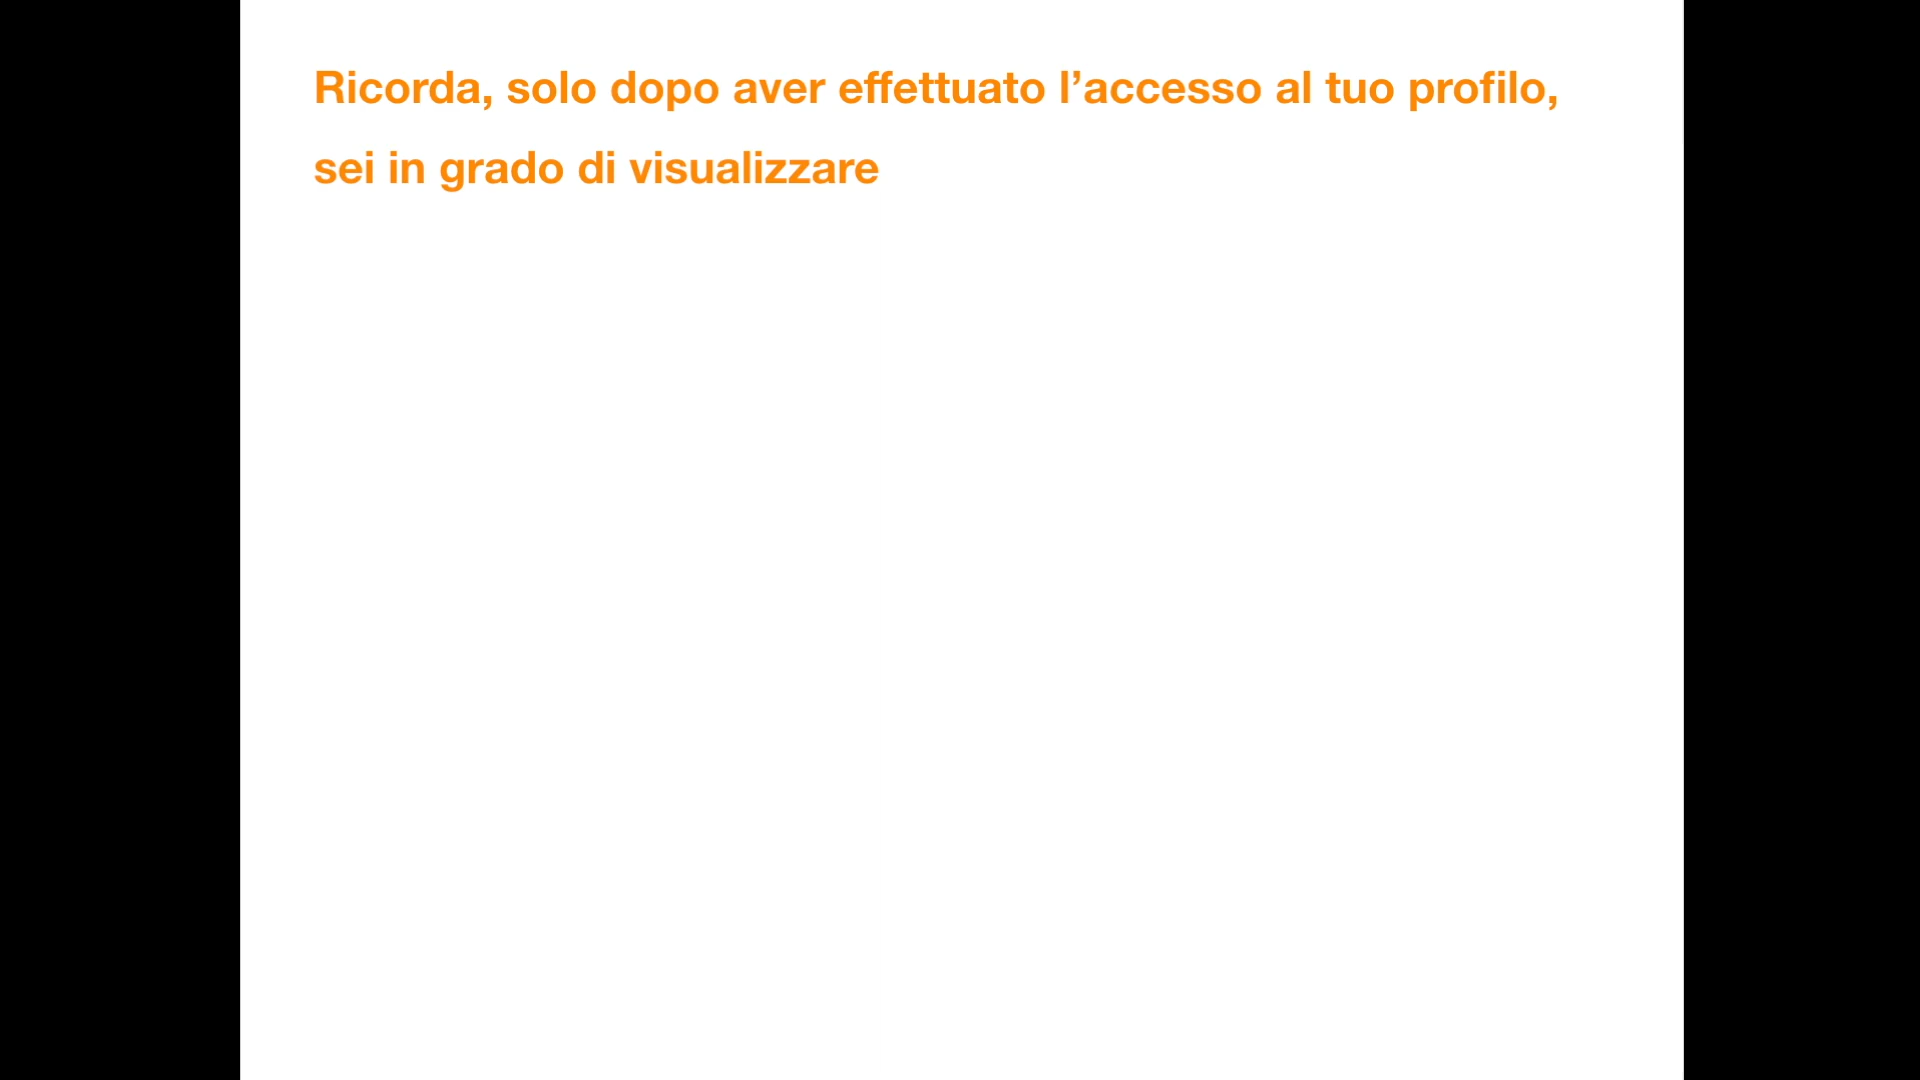 Ricorda, solo dopo aver effettuato l’accesso al tuo profilo,
sei in grado di visualizzare